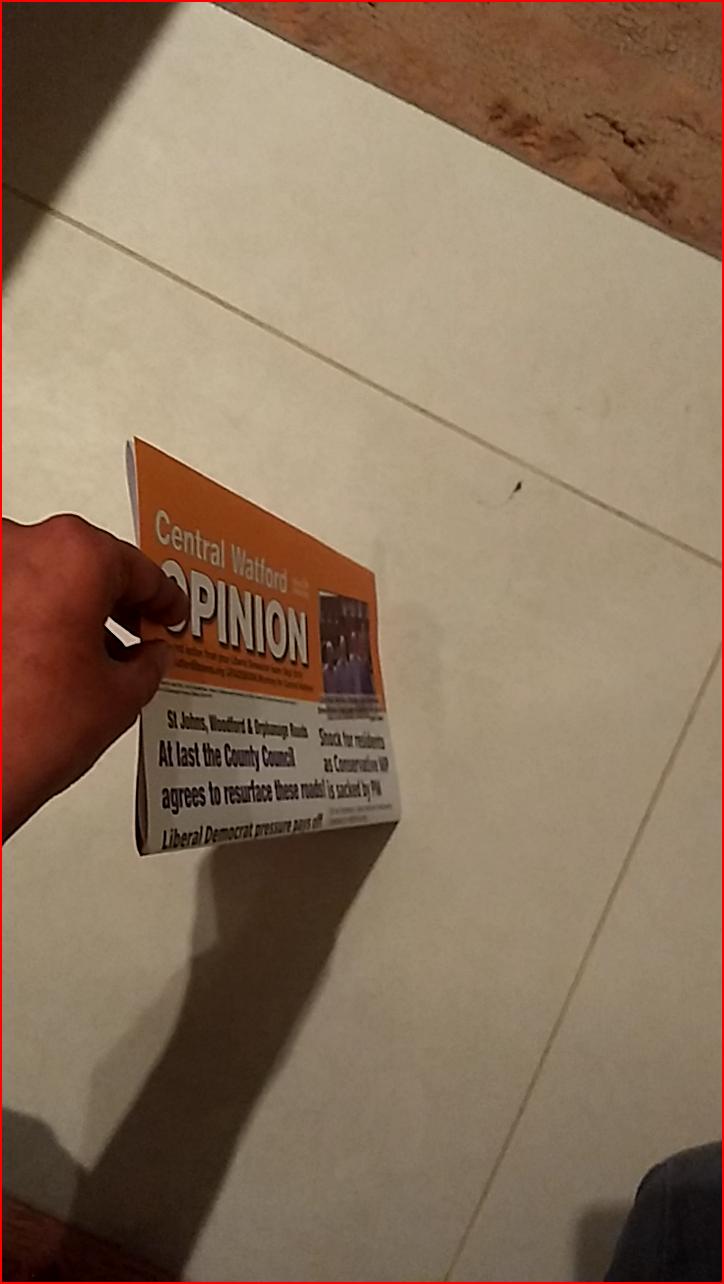 Central Watford
OPINION
St Johns, Woodford & Orphanage Roads
At last the County Council
agrees to resurface these roads!
Liberal Democrat pressure pays off
Shock for residents
as Conservative MP
is sacked by PM